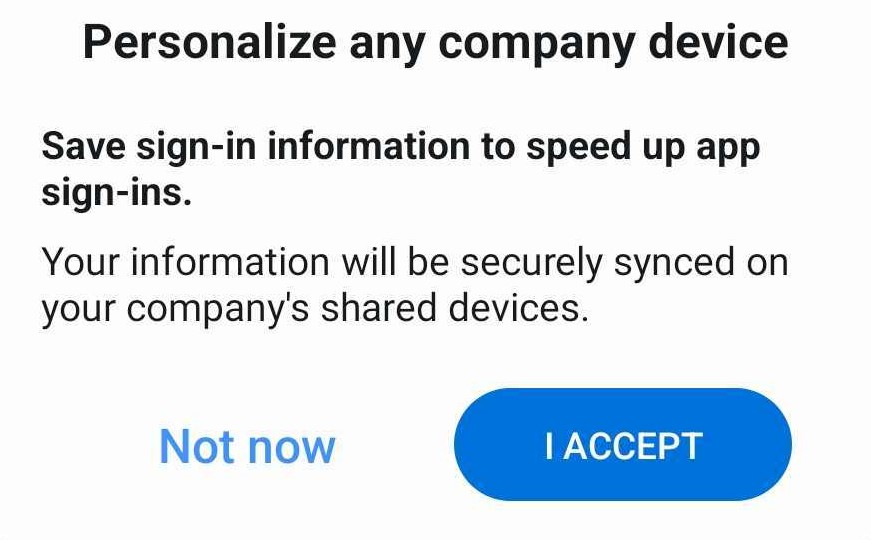 Personalize any company device
Save sign-in information to speed up app
sign-ins.
Your information will be securely synced on
your company's shared devices.
Not now
I ACCEPT